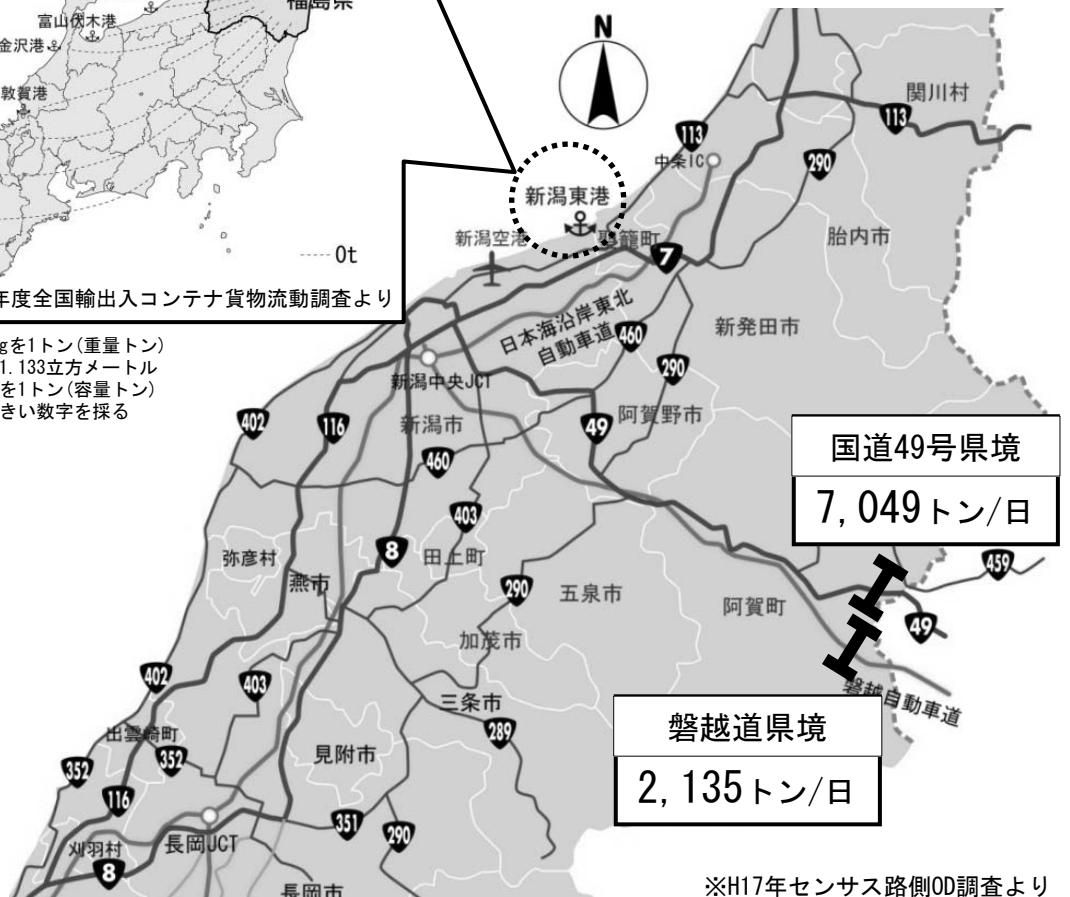 福島県
富山伏木港
金沢港
敦賀港
0t
年度全国輸出入コンテナ貨物流動調査より
gを1トン(重量トン)
1.133立方メートル
を1トン(容量トン)
きい数字を採る
N
関川村
113
113
中条IC
290
新潟東港
胎内市
新潟空港
聖籠町
7
日本海沿岸東北
自動車道
460
新発田市
290
新潟中央JCT
402
116
新潟市
49
阿賀野市
460
国道49号県境
7,049トン/日
403
8
弥彦村
田上町
燕市
290
五泉市
阿賀町
459
49
加茂市
402
403
三条市
磐越自動車道
289
磐越道県境
2,135トン/日
出雲崎町
352
352
見附市
116
351
290
刈羽村
長岡JCT
8
長岡市
※H17年センサス路側OD調査より